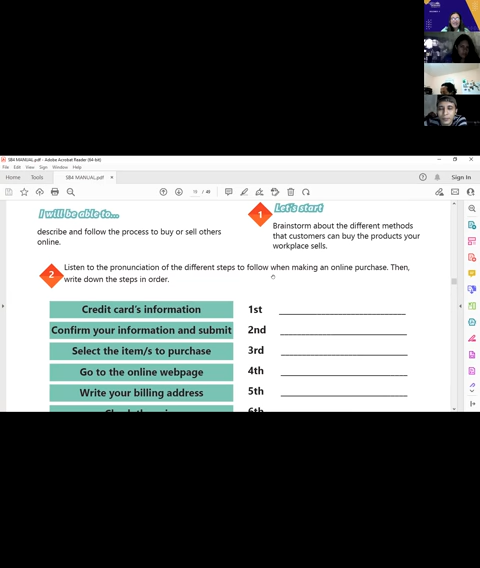 SB4 MANUAL.pdf - Adobe Acrobat Reader (64-bit)
File Edit View Sign Window Help
Home Tools SB4 MANUAL.pdf × Sign In
I will be able to...
describe and follow the process to buy or sell others
online.
1 Let's start
Brainstorm about the different methods
that customers can buy the products your
workplace sells.
2 Listen to the pronunciation of the different steps to follow when making an online purchase. Then,
write down the steps in order.
Credit card's information 1st
Confirm your information and submit 2nd
Select the item/s to purchase 3rd
Go to the online webpage 4th
Write your billing address 5th